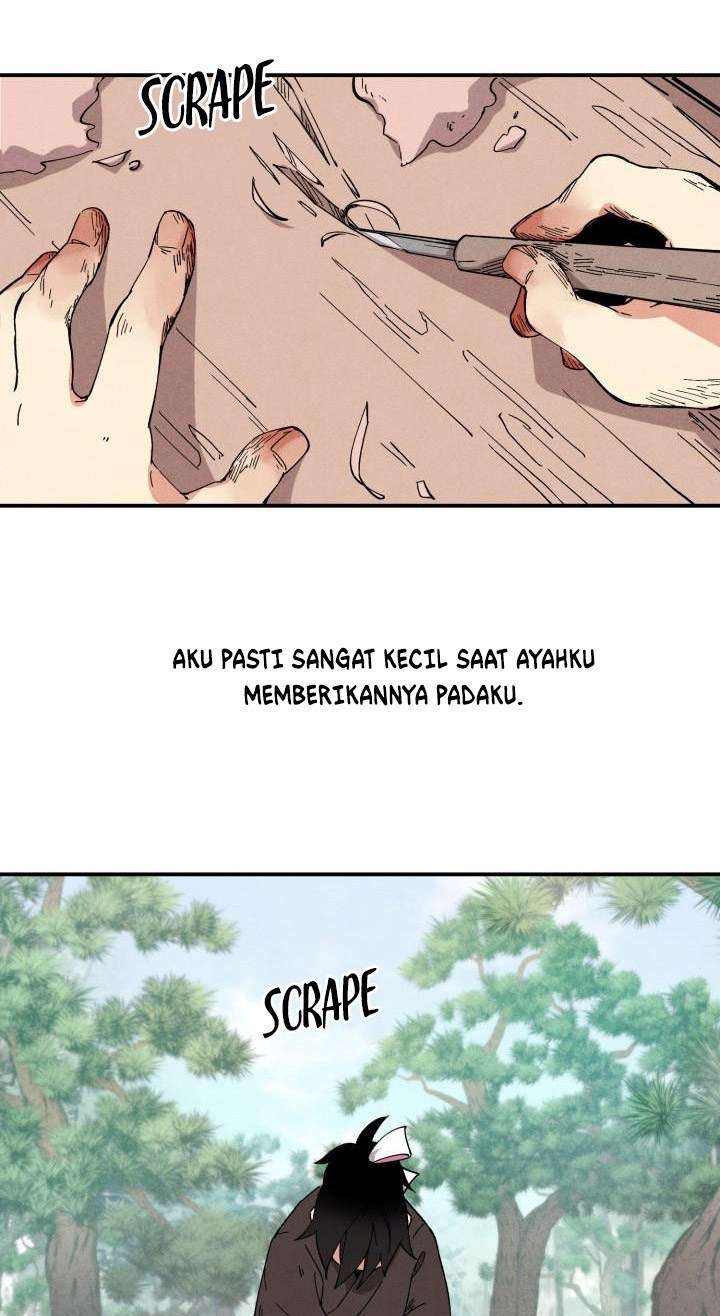 SCRAPE
AKU PASTI SANGAT KECIL SAAT AYAHKU
MEMBERIKANNYA PADAKU.
SCRAPE